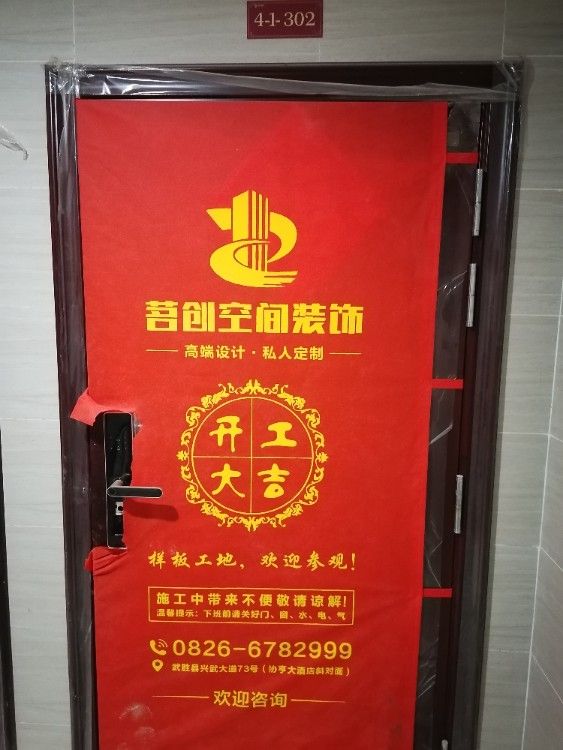 4-1-302
茗创空间装饰
高端设计·私人定制
开工
大吉
样板工地，欢迎参观！
施工中带来不便敬请谅解！
温馨提示：下班前请关好门、窗、水、电、气
0826-6782999
武胜县兴武大道73号（协亨大酒店斜对面）
欢迎咨询